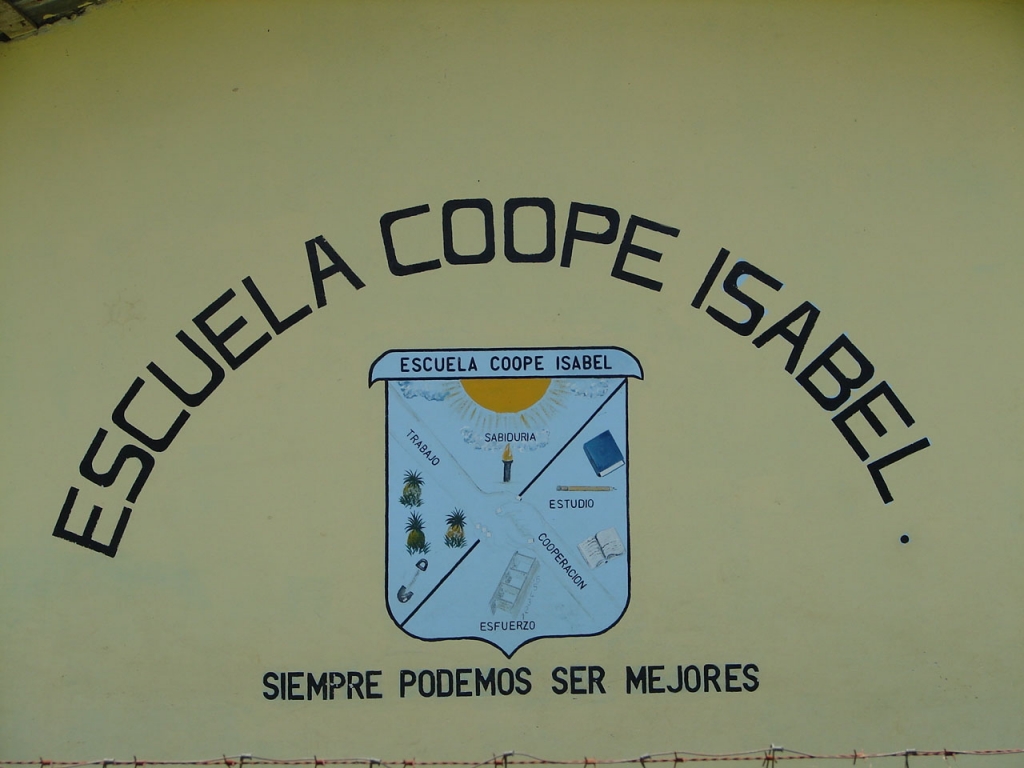 ESCUELA COOPE ISABEL.
ESCUELA COOPE ISABEL
SABIDURIA
TRABAJO
ESTUDIO
COOPERACION
ESFUERZO
SIEMPRE PODEMOS SER MEJORES